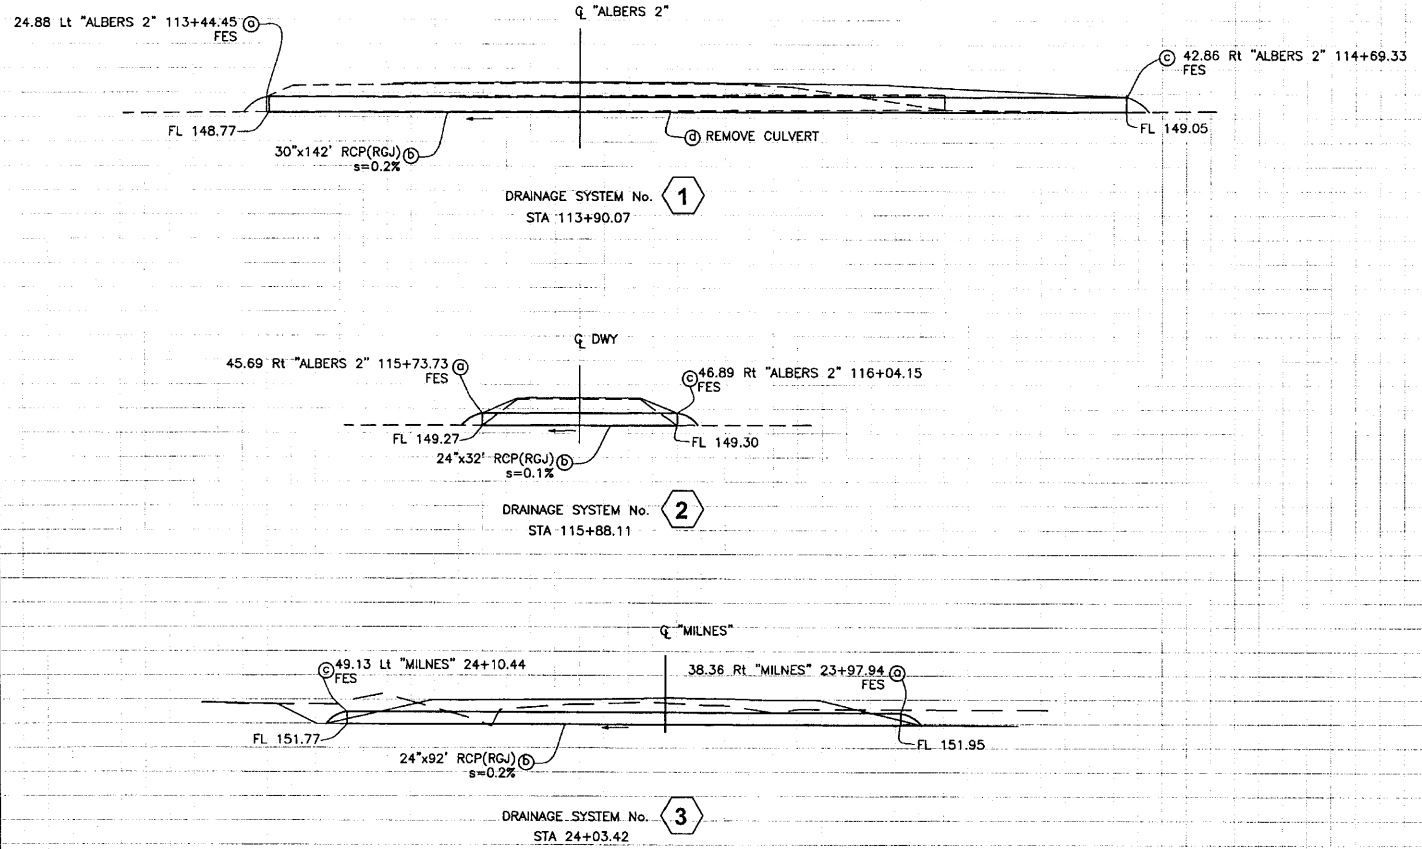 ℄ "ALBERS 2"
24.88 Lt "ALBERS 2" 113+44.45 ⓐ
FES
ⓒ 42.86 Rt "ALBERS 2" 114+69.33
FES
FL 148.77
FL 149.05
ⓓ REMOVE CULVERT
30"x142' RCP(RGJ) ⓑ
s=0.2%
DRAINAGE SYSTEM No. 1
STA 113+90.07
℄ DWY
45.69 Rt "ALBERS 2" 115+73.73 ⓐ
FES
ⓒ 46.89 Rt "ALBERS 2" 116+04.15
FES
FL 149.27
FL 149.30
24"x32' RCP(RGJ) ⓑ
s=0.1%
DRAINAGE SYSTEM No. 2
STA 115+88.11
℄ "MILNES"
ⓒ 49.13 Lt "MILNES" 24+10.44
FES
38.36 Rt "MILNES" 23+97.94 ⓐ
FES
FL 151.77
FL 151.95
24"x92' RCP(RGJ) ⓑ
s=0.2%
DRAINAGE SYSTEM No. 3
STA 24+03.42